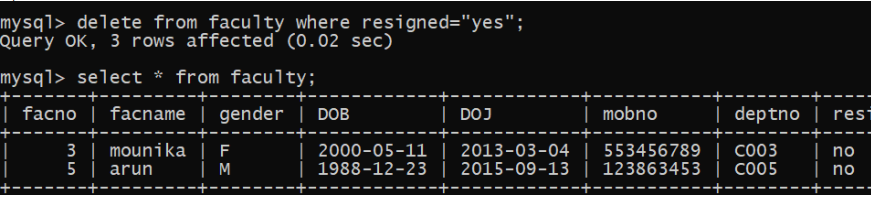 mysql> delete from faculty where resigned="yes";
Query OK, 3 rows affected (0.02 sec)
mysql> select * from faculty;
+-------+---------+--------+------------+------------+-----------+--------+-----
| facno | facname | gender | DOB        | DOJ        | mobno     | deptno | resi
+-------+---------+--------+------------+------------+-----------+--------+-----
|     3 | mounika | F      | 2000-05-11 | 2013-03-04 | 553456789 | C003   | no
|     5 | arun    | M      | 1988-12-23 | 2015-09-13 | 123863453 | C005   | no
+-------+---------+--------+------------+------------+-----------+--------+-----